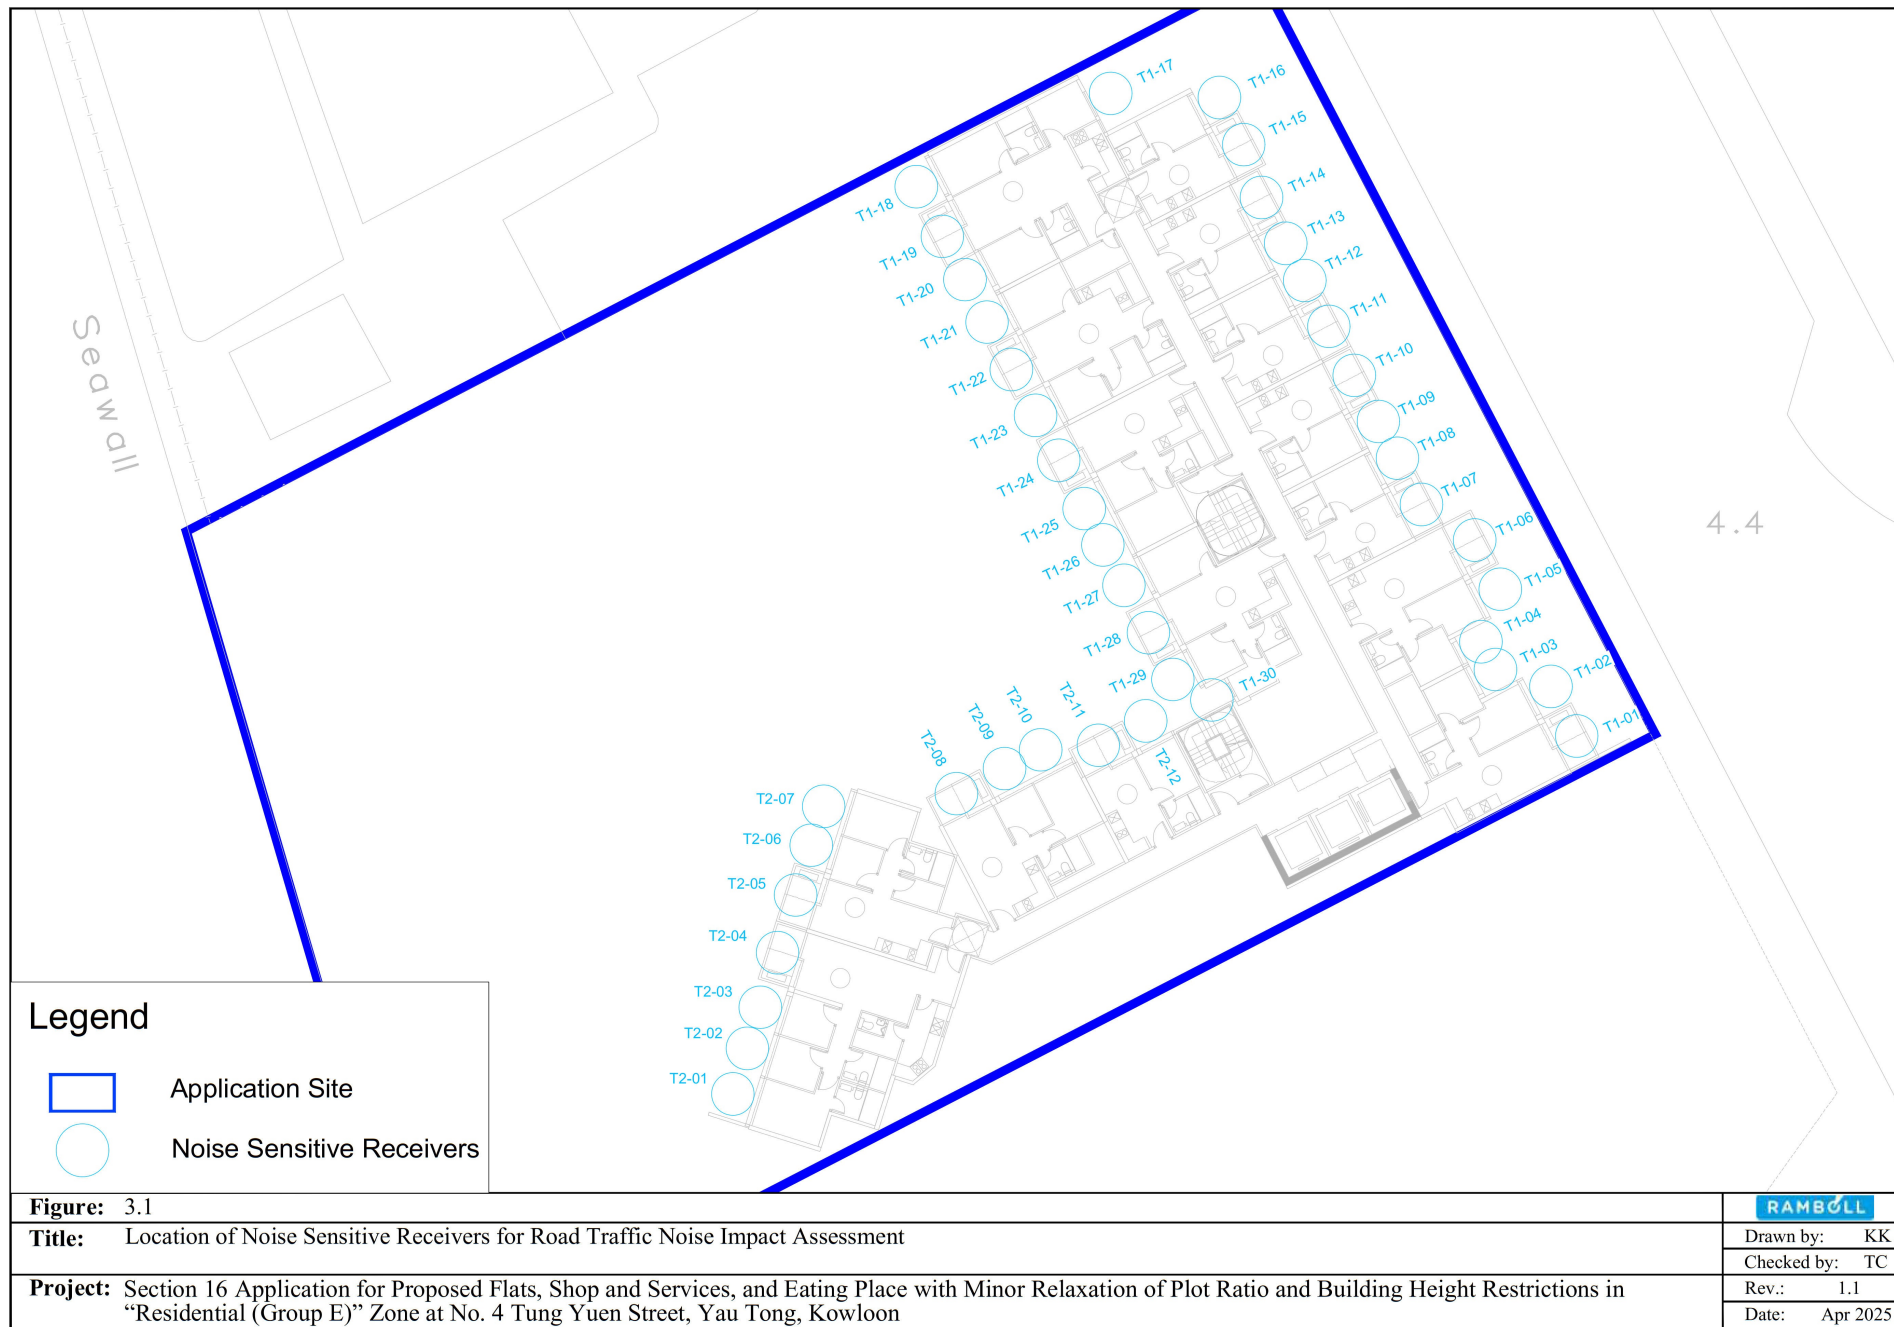 T1-17
T1-16
T1-15
T1-14
T1-13
T1-12
T1-11
T1-10
T1-09
T1-08
T1-07
T1-06
T1-05
T1-04
T1-03
T1-02
T1-01
T1-18
T1-19
T1-20
T1-21
T1-22
T1-23
T1-24
T1-25
T1-26
T1-27
T1-28
T1-29
T1-30
T2-12
T2-11
T2-10
T2-09
T2-08
T2-07
T2-06
T2-05
T2-04
T2-03
T2-02
T2-01
Seawall
4.4
Legend
Application Site
Noise Sensitive Receivers
Figure: 3.1
Title: Location of Noise Sensitive Receivers for Road Traffic Noise Impact Assessment
Project: Section 16 Application for Proposed Flats, Shop and Services, and Eating Place with Minor Relaxation of Plot Ratio and Building Height Restrictions in
“Residential (Group E)” Zone at No. 4 Tung Yuen Street, Yau Tong, Kowloon
RAMBOLL
Drawn by: KK
Checked by: TC
Rev.: 1.1
Date: Apr 2025